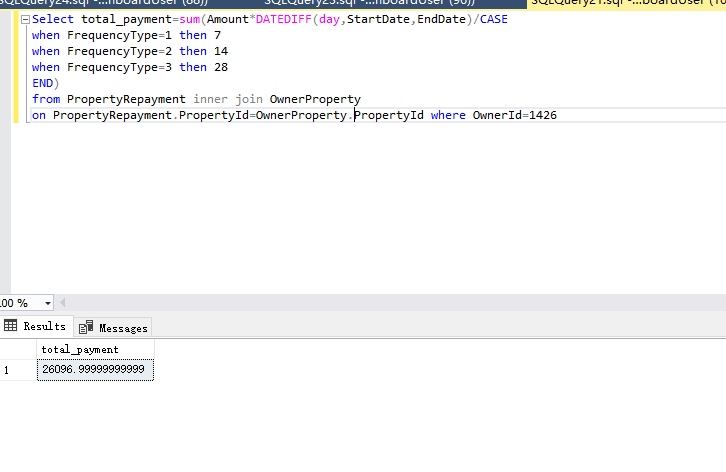 SQLQuery24.sql -...nboardUser (88))
SQLQuery23.sql -...nboardUser (90))
SQLQuery21.sql -...boardUser (10
Select total_payment=sum(Amount*DATEDIFF(day,StartDate,EndDate)/CASE
when FrequencyType=1 then 7
when FrequencyType=2 then 14
when FrequencyType=3 then 28
END)
from PropertyRepayment inner join OwnerProperty
on PropertyRepayment.PropertyId=OwnerProperty.PropertyId where OwnerId=1426
.00 %
Results
Messages
total_payment
1
26096.99999999999